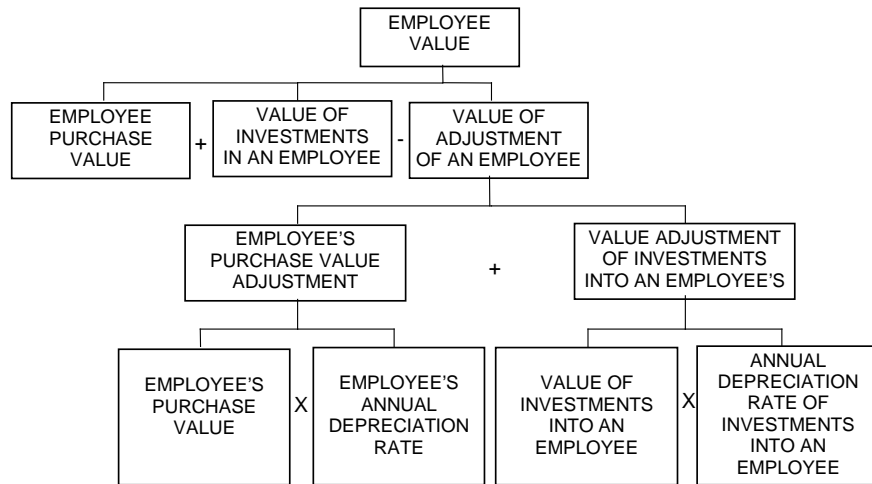 EMPLOYEE
VALUE
EMPLOYEE
PURCHASE
VALUE
+
VALUE OF
INVESTMENTS
IN AN EMPLOYEE
-
VALUE OF
ADJUSTMENT
OF AN EMPLOYEE
EMPLOYEE'S
PURCHASE VALUE
ADJUSTMENT
+
VALUE ADJUSTMENT
OF INVESTMENTS
INTO AN EMPLOYEE'S
EMPLOYEE'S
PURCHASE
VALUE
X
EMPLOYEE'S
ANNUAL
DEPRECIATION
RATE
VALUE OF
INVESTMENTS
INTO AN
EMPLOYEE
X
ANNUAL
DEPRECIATION
RATE OF
INVESTMENTS
INTO AN
EMPLOYEE